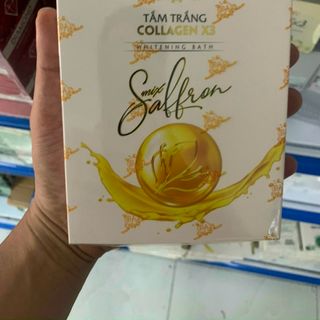 TẮM TRẮNG
COLLAGEN X3
WHITENING BATH
mix
Saffron